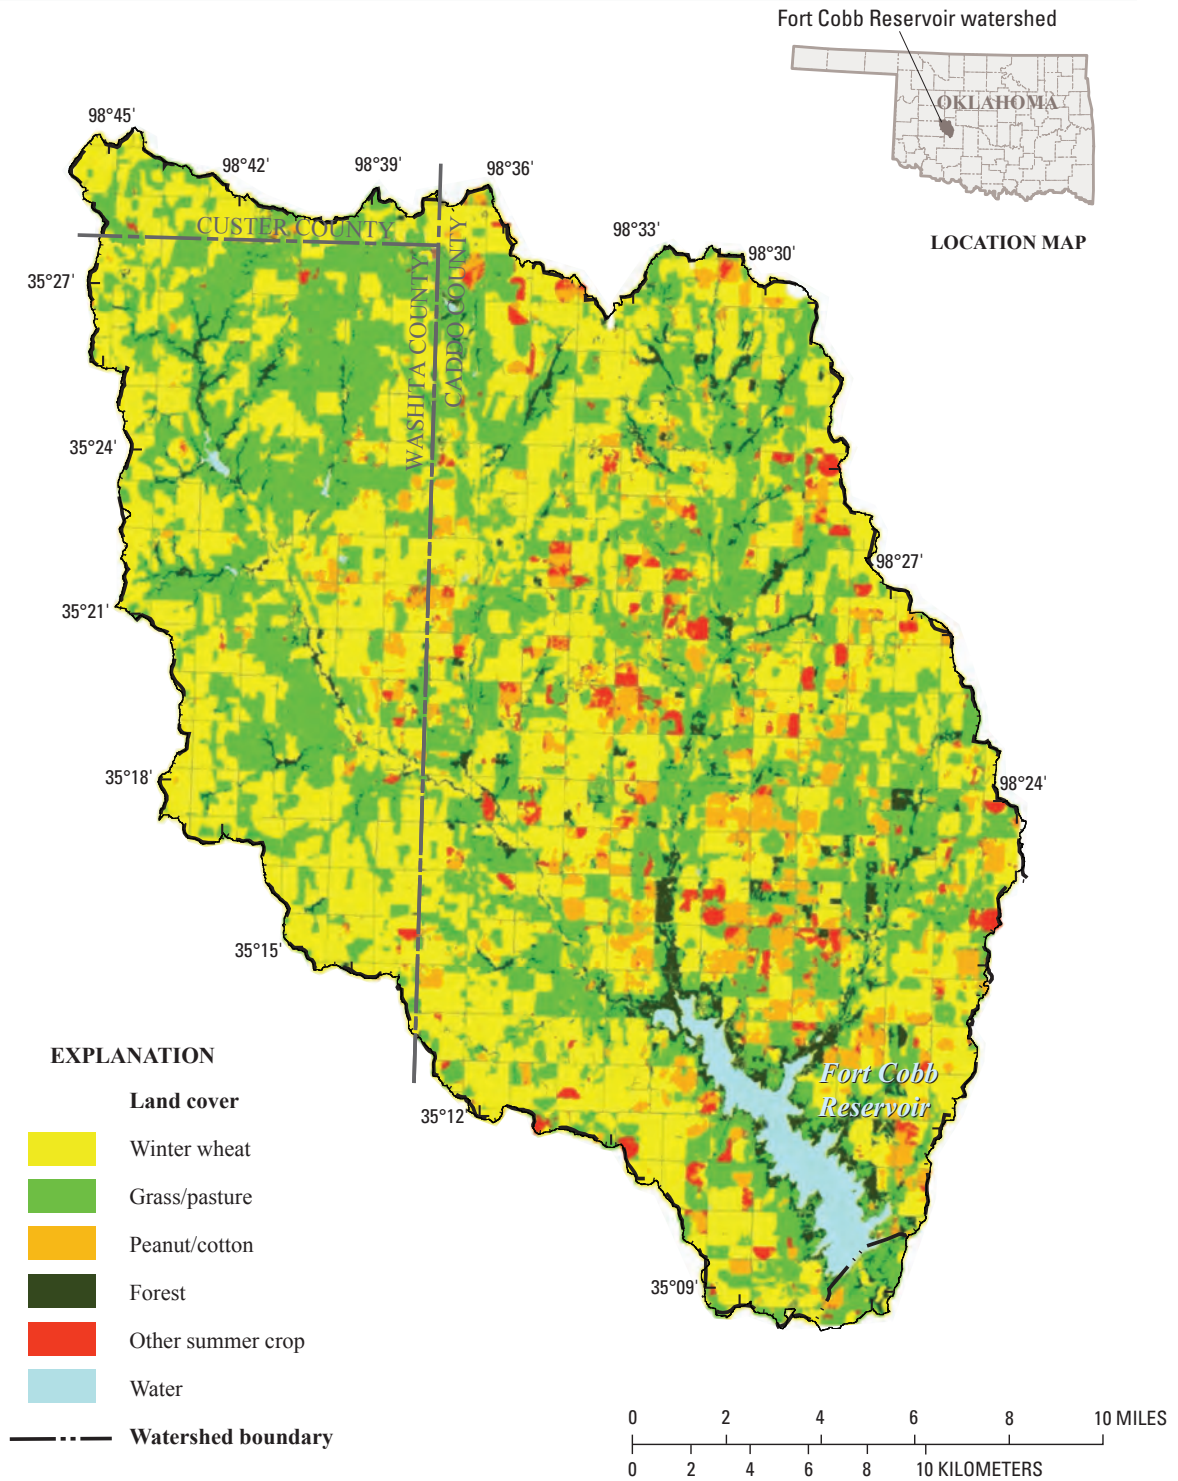 Fort Cobb Reservoir watershed
OKLAHOMA
LOCATION MAP
98°45'
98°42'
98°39'
98°36'
98°33'
98°30'
98°27'
98°24'
35°27'
35°24'
35°21'
35°18'
35°15'
35°12'
35°09'
CUSTER COUNTY
WASHITA COUNTY
CADDO COUNTY
Fort Cobb
Reservoir
EXPLANATION
Land cover
Winter wheat
Grass/pasture
Peanut/cotton
Forest
Other summer crop
Water
Watershed boundary
0 2 4 6 8 10 MILES
0 2 4 6 8 10 KILOMETERS